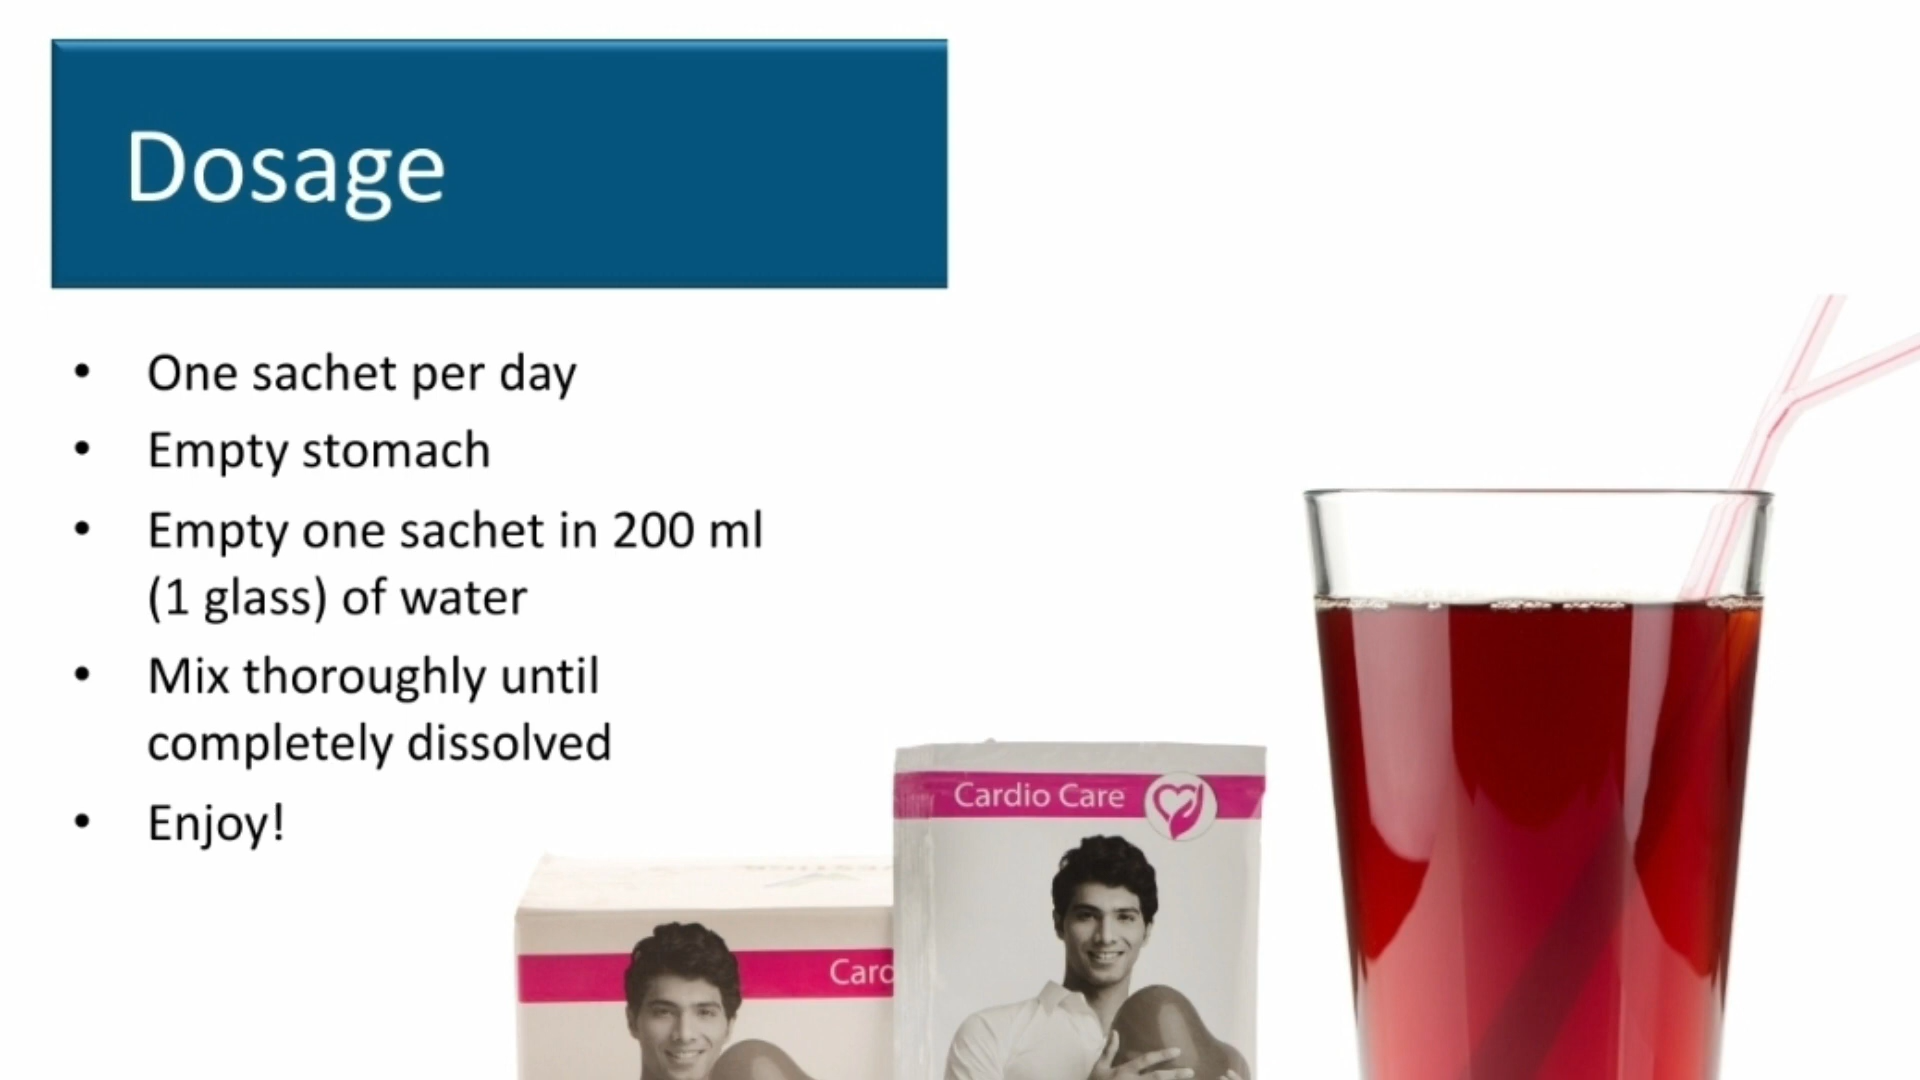 Dosage
• One sachet per day
• Empty stomach
• Empty one sachet in 200 ml
(1 glass) of water
• Mix thoroughly until
completely dissolved
• Enjoy!
Cardio Care
Card